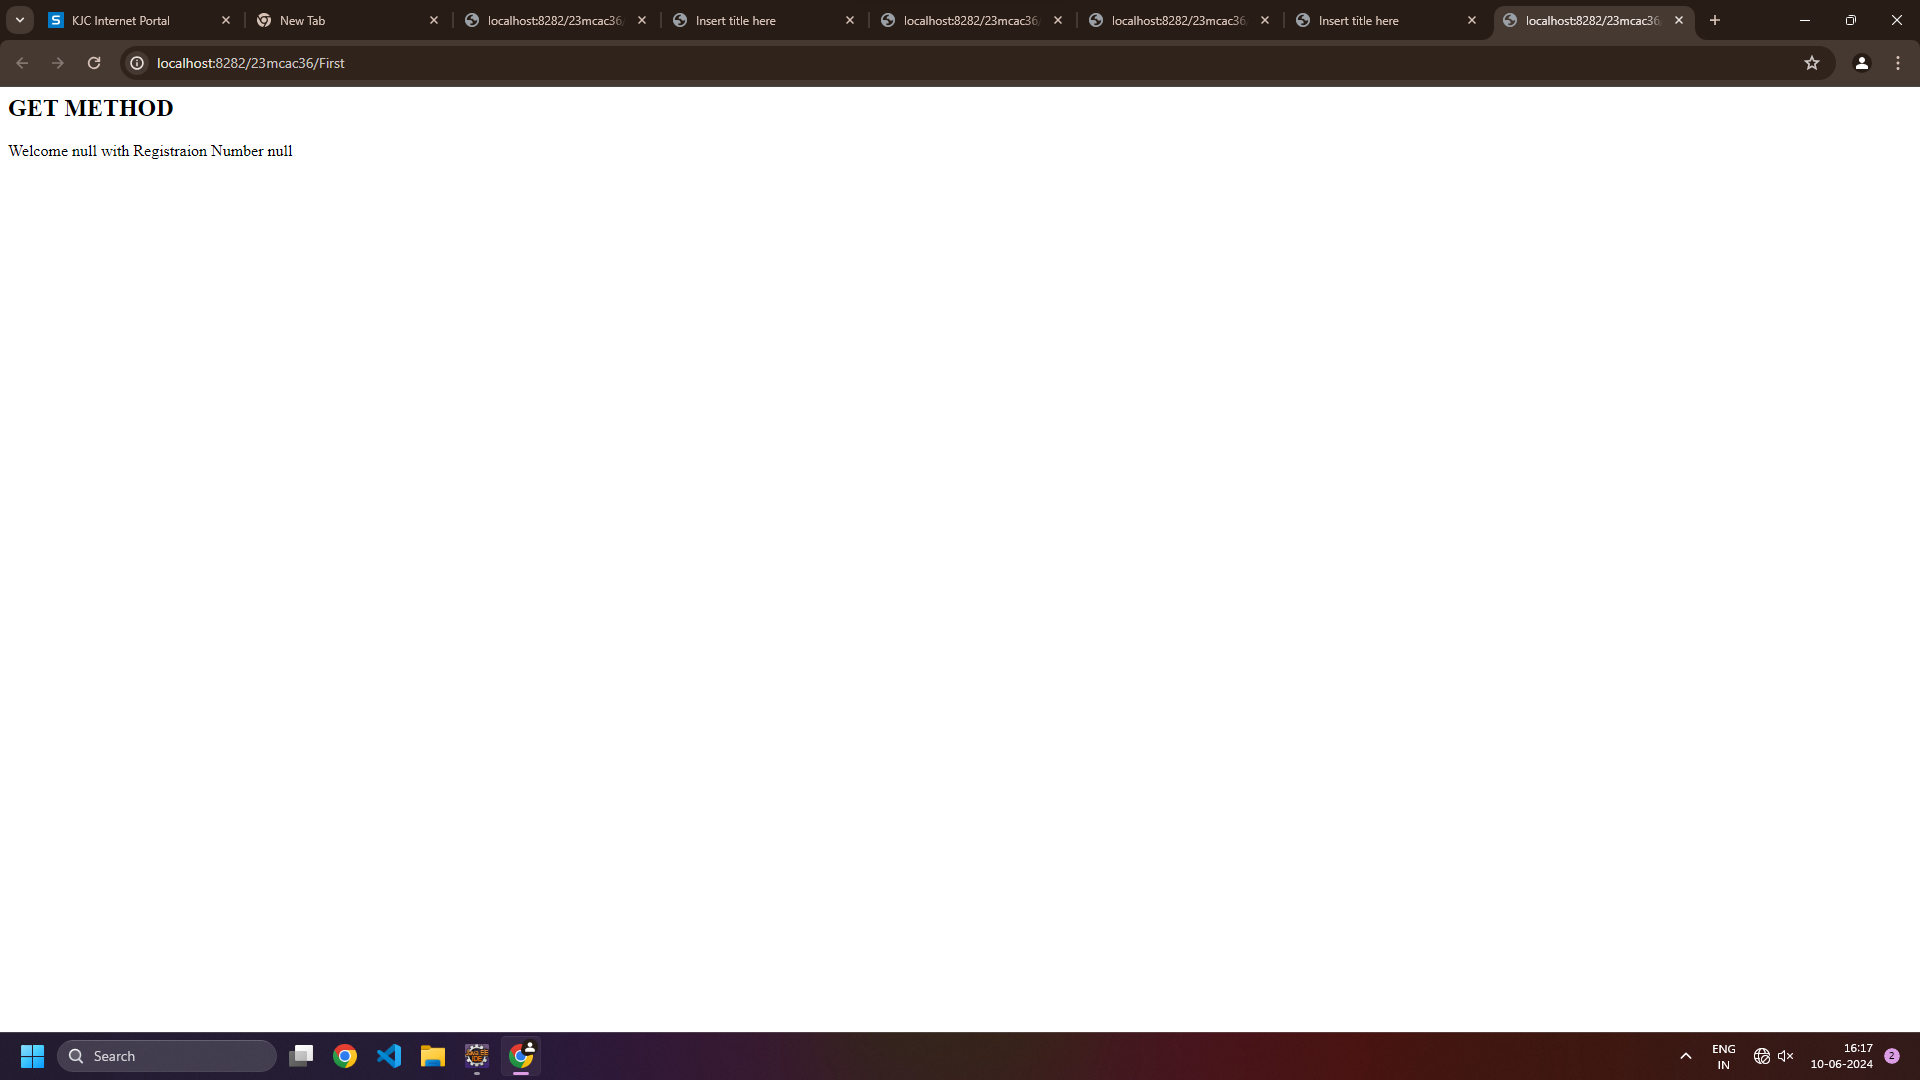 KJC Internet Portal
New Tab
localhost:8282/23mcac36/
Insert title here
localhost:8282/23mcac36/
localhost:8282/23mcac36/
Insert title here
localhost:8282/23mcac36/
localhost:8282/23mcac36/First
GET METHOD
Welcome null with Registraion Number null
Search
ENG
IN
16:17
10-06-2024
2